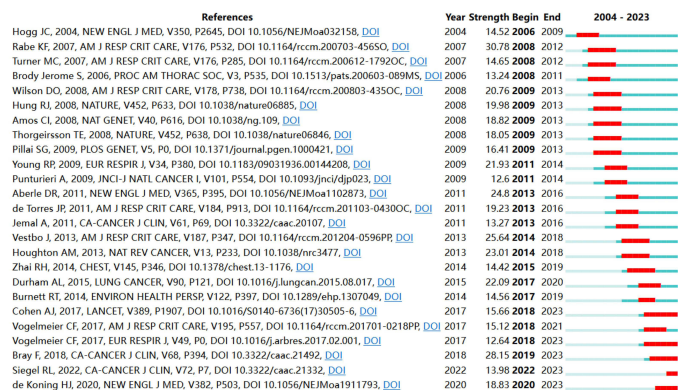 References Year Strength Begin End 2004 - 2023
Hogg JC, 2004, NEW ENGL J MED, V350, P2645, DOI 10.1056/NEJMoa032158, DOI 2004 14.52 2006 2009
Rabe KF, 2007, AM J RESP CRIT CARE, V176, P532, DOI 10.1164/rccm.200703-456SO, DOI 2007 30.78 2008 2012
Turner MC, 2007, AM J RESP CRIT CARE, V176, P285, DOI 10.1164/rccm.200612-1792OC, DOI 2007 14.65 2008 2012
Brody Jerome S, 2006, PROC AM THORAC SOC, V3, P535, DOI 10.1513/pats.200603-089MS, DOI 2006 13.24 2008 2011
Wilson DO, 2008, AM J RESP CRIT CARE, V178, P738, DOI 10.1164/rccm.200803-435OC, DOI 2008 20.76 2009 2013
Hung RJ, 2008, NATURE, V452, P633, DOI 10.1038/nature06885, DOI 2008 19.98 2009 2013
Amos CI, 2008, NAT GENET, V40, P616, DOI 10.1038/ng.109, DOI 2008 18.82 2009 2013
Thorgeirsson TE, 2008, NATURE, V452, P638, DOI 10.1038/nature06846, DOI 2008 18.05 2009 2013
Pillai SG, 2009, PLOS GENET, V5, P0, DOI 10.1371/journal.pgen.1000421, DOI 2009 16.41 2009 2013
Young RP, 2009, EUR RESPIR J, V34, P380, DOI 10.1183/09031936.00144208, DOI 2009 21.93 2011 2014
Punturieri A, 2009, JNCI-J NATL CANCER I, V101, P554, DOI 10.1093/jnci/djp023, DOI 2009 12.6 2011 2014
Aberle DR, 2011, NEW ENGL J MED, V365, P395, DOI 10.1056/NEJMoa1102873, DOI 2011 24.8 2013 2016
de Torres JP, 2011, AM J RESP CRIT CARE, V184, P913, DOI 10.1164/rccm.201103-0430OC, DOI 2011 19.23 2013 2016
Jemal A, 2011, CA-CANCER J CLIN, V61, P69, DOI 10.3322/caac.20107, DOI 2011 13.27 2013 2016
Vestbo J, 2013, AM J RESP CRIT CARE, V187, P347, DOI 10.1164/rccm.201204-0596PP, DOI 2013 25.64 2014 2018
Houghton AM, 2013, NAT REV CANCER, V13, P233, DOI 10.1038/nrc3477, DOI 2013 23.01 2014 2018
Zhai RH, 2014, CHEST, V145, P346, DOI 10.1378/chest.13-1176, DOI 2014 14.42 2015 2019
Durham AL, 2015, LUNG CANCER, V90, P121, DOI 10.1016/j.lungcan.2015.08.017, DOI 2015 22.09 2017 2020
Burnett RT, 2014, ENVIRON HEALTH PERSP, V122, P397, DOI 10.1289/ehp.1307049, DOI 2014 14.56 2017 2019
Cohen AJ, 2017, LANCET, V389, P1907, DOI 10.1016/S0140-6736(17)30505-6, DOI 2017 15.66 2018 2023
Vogelmeier CF, 2017, AM J RESP CRIT CARE, V195, P557, DOI 10.1164/rccm.201701-0218PP, DOI 2017 15.12 2018 2021
Vogelmeier CF, 2017, EUR RESPIR J, V49, P0, DOI 10.1016/j.arbres.2017.02.001, DOI 2017 12.64 2018 2023
Bray F, 2018, CA-CANCER J CLIN, V68, P394, DOI 10.3322/caac.21492, DOI 2018 28.15 2019 2023
Siegel RL, 2022, CA-CANCER J CLIN, V72, P7, DOI 10.3322/caac.21332, DOI 2022 13.98 2022 2023
de Koning HJ, 2020, NEW ENGL J MED, V382, P503, DOI 10.1056/NEJMoa1911793, DOI 2020 18.83 2020 2023